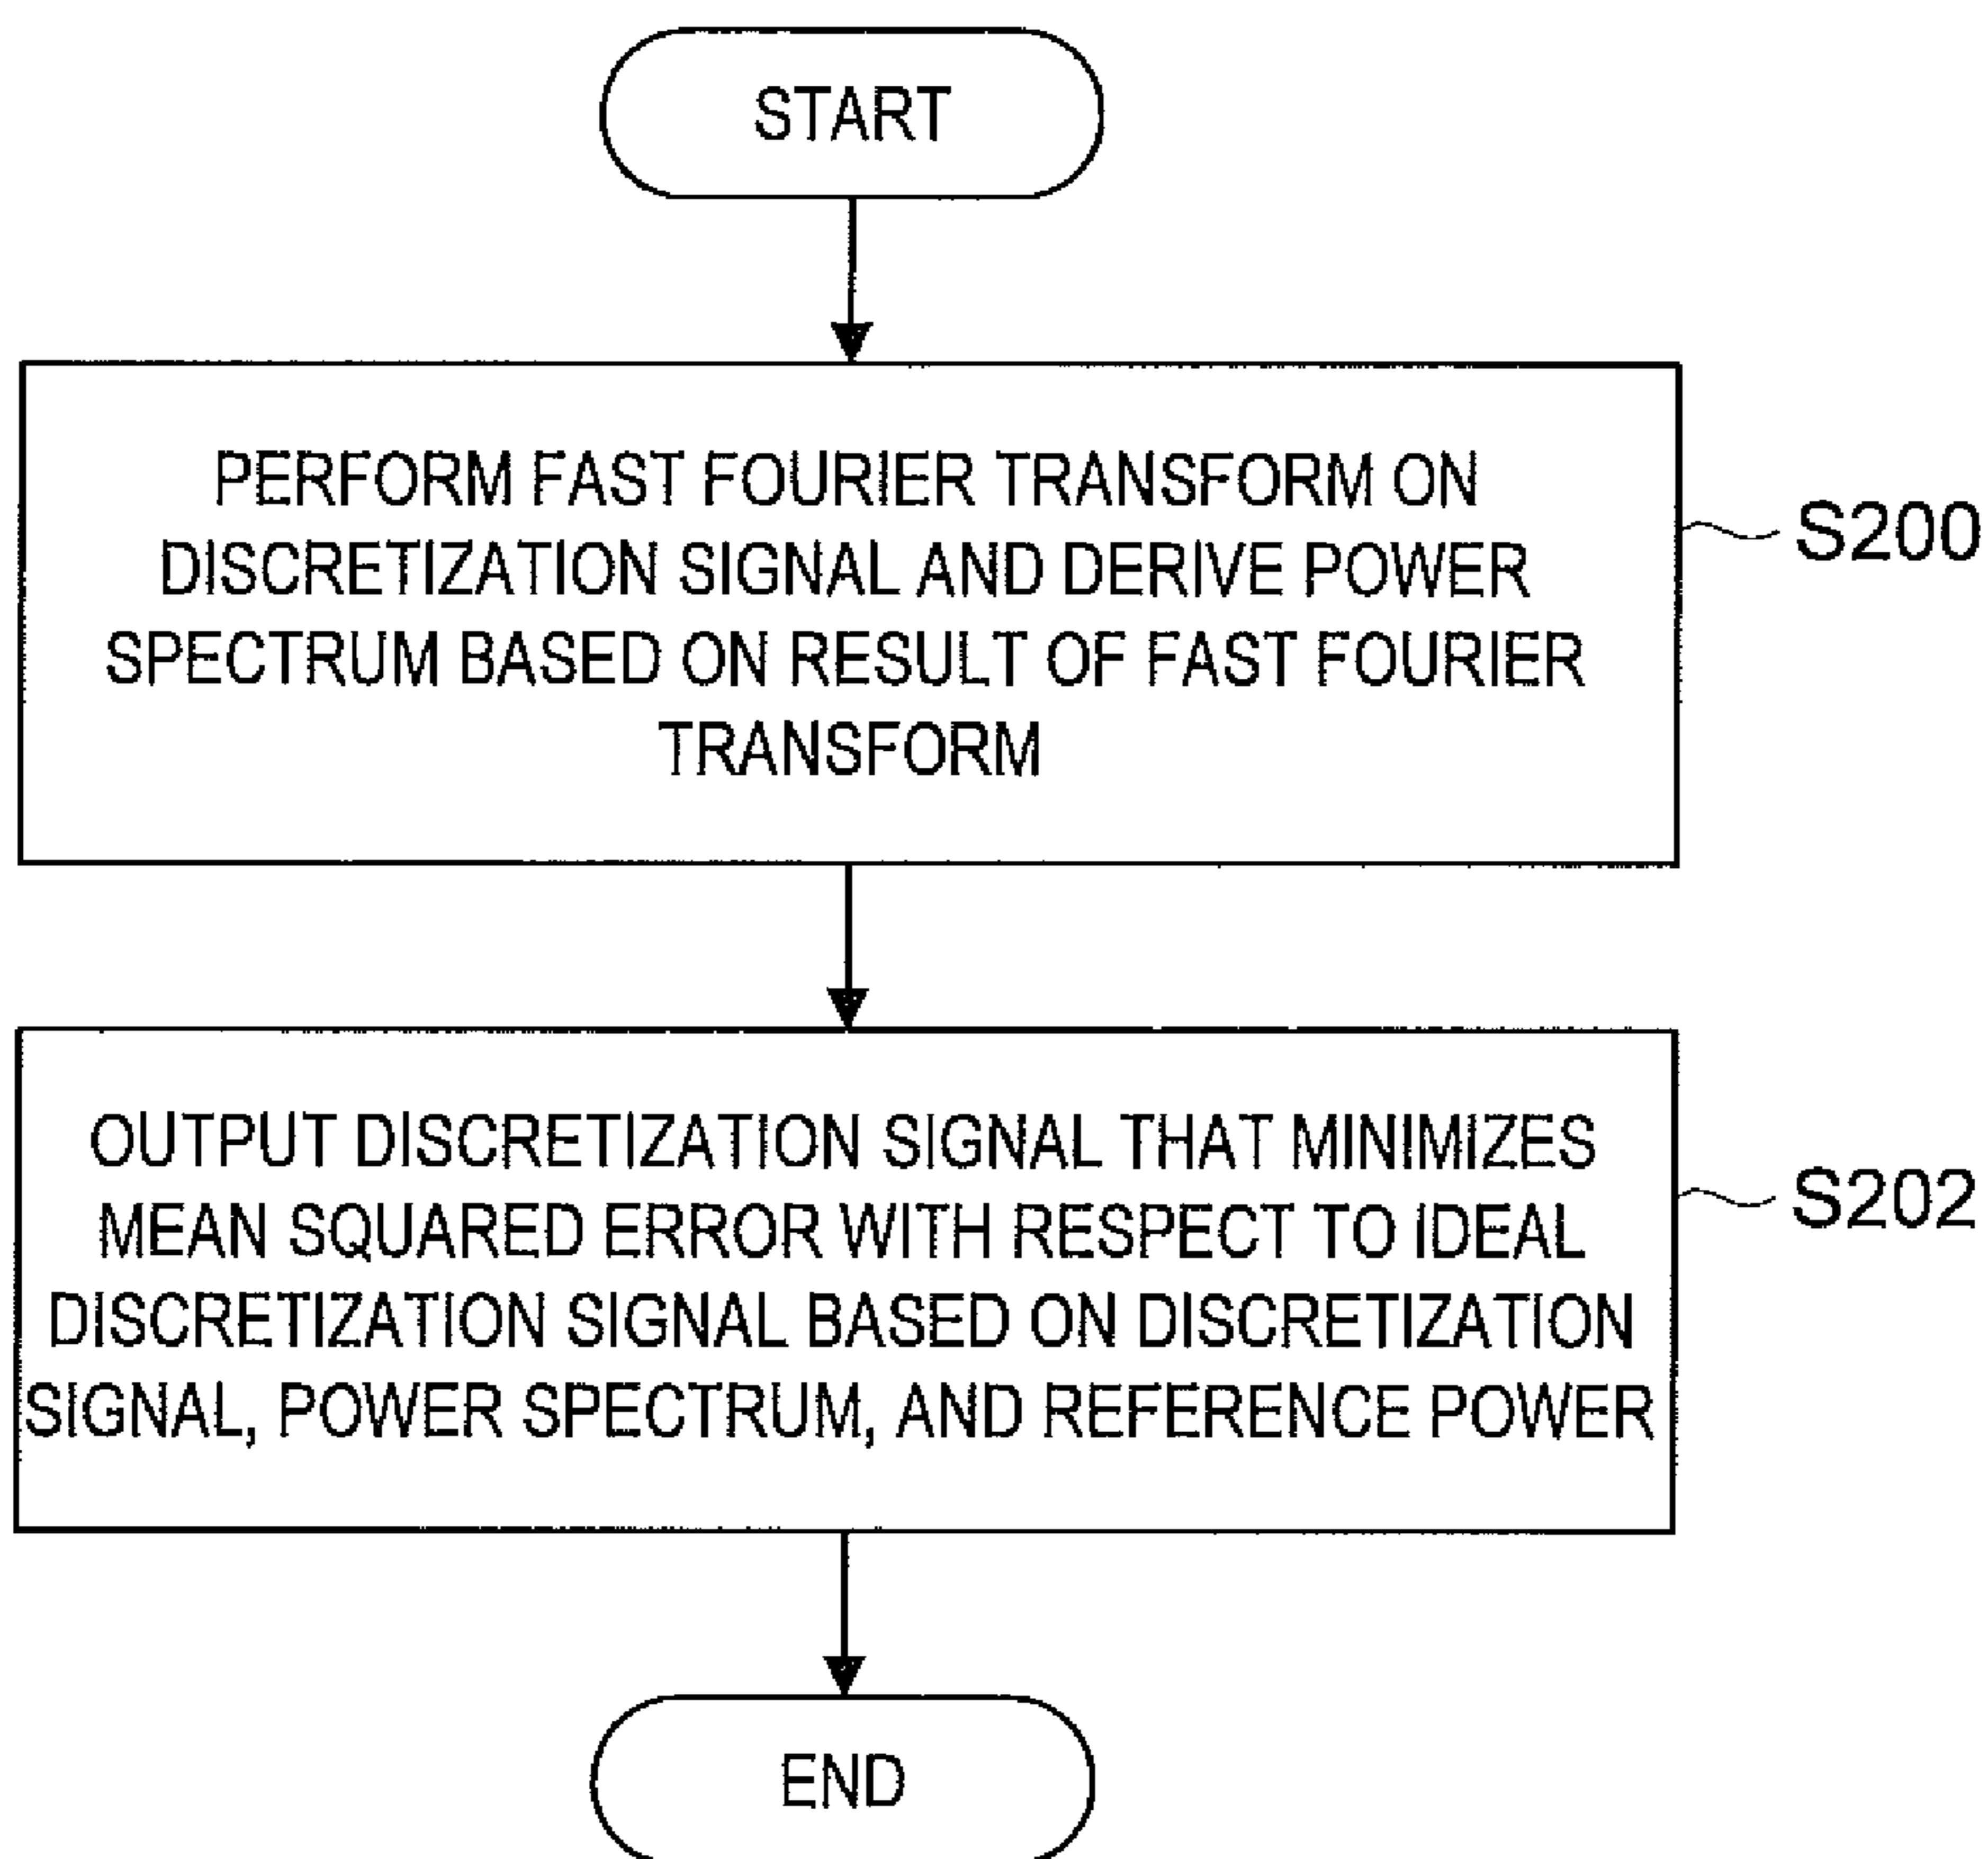 START
PERFORM FAST FOURIER TRANSFORM ON
DISCRETIZATION SIGNAL AND DERIVE POWER
SPECTRUM BASED ON RESULT OF FAST FOURIER
TRANSFORM
S200
OUTPUT DISCRETIZATION SIGNAL THAT MINIMIZES
MEAN SQUARED ERROR WITH RESPECT TO IDEAL
DISCRETIZATION SIGNAL BASED ON DISCRETIZATION
SIGNAL, POWER SPECTRUM, AND REFERENCE POWER
S202
END